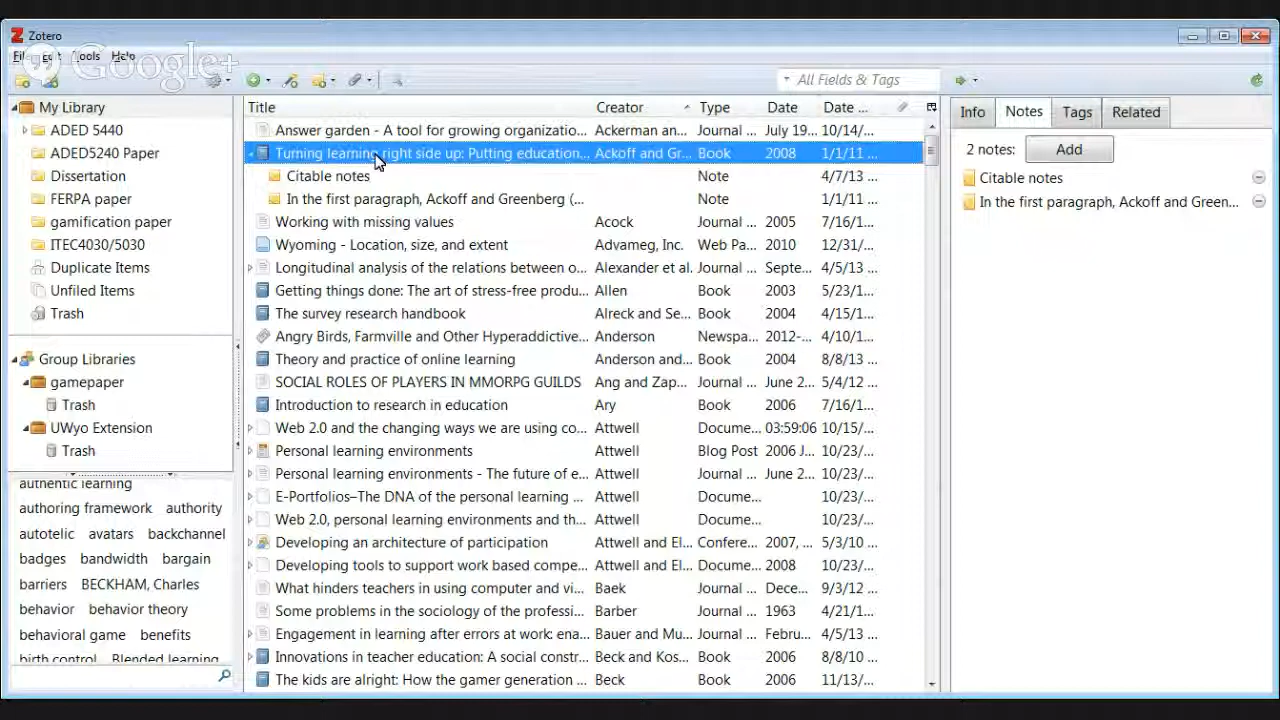 Zotero
Google+
Tools Help
All Fields & Tags
My Library
ADED 5440
ADED5240 Paper
Dissertation
FERPA paper
gamification paper
ITEC4030/5030
Duplicate Items
Unfiled Items
Trash
Group Libraries
gamepaper
Trash
UWyo Extension
Trash
authentic learning
authoring framework authority
autotelic avatars backchannel
badges bandwidth bargain
barriers BECKHAM, Charles
behavior behavior theory
behavioral game benefits
birth control Blended learning
Title Creator Type Date Date ...
Answer garden - A tool for growing organizatio... Ackerman an... Journal ... July 19... 10/14/...
Turning learning right side up: Putting education... Ackoff and Gr... Book 2008 1/1/11 ...
Citable notes Note 4/7/13 ...
In the first paragraph, Ackoff and Greenberg (... Note 1/1/11 ...
Working with missing values Acock Journal ... 2005 7/16/1...
Wyoming - Location, size, and extent Advameg, Inc. Web Pa... 2010 12/31/...
Longitudinal analysis of the relations between o... Alexander et al. Journal ... Septe... 4/5/13 ...
Getting things done: The art of stress-free produ... Allen Book 2003 5/23/1...
The survey research handbook Alreck and Se... Book 2004 4/15/1...
Angry Birds, Farmville and Other Hyperaddictive... Anderson Newspa... 2012-... 4/10/1...
Theory and practice of online learning Anderson and... Book 2004 8/8/13 ...
SOCIAL ROLES OF PLAYERS IN MMORPG GUILDS Ang and Zap... Journal ... June 2... 5/4/12 ...
Introduction to research in education Ary Book 2006 7/16/1...
Web 2.0 and the changing ways we are using co... Attwell Docume... 03:59:06 10/15/...
Personal learning environments Attwell Blog Post 2006 J... 10/23/...
Personal learning environments - The future of e... Attwell Journal ... June 2... 10/23/...
E-Portfolios–The DNA of the personal learning ... Attwell Docume... 10/23/...
Web 2.0, personal learning environments and th... Attwell Docume... 10/23/...
Developing an architecture of participation Attwell and El... Confere... 2007, ... 5/3/10 ...
Developing tools to support work based compe... Attwell and El... Docume... 2008 10/23/...
What hinders teachers in using computer and vi... Baek Journal ... Dece... 9/3/12 ...
Some problems in the sociology of the professi... Barber Journal ... 1963 4/21/1...
Engagement in learning after errors at work: ena... Bauer and Mu... Journal ... Febru... 4/5/13 ...
Innovations in teacher education: A social constr... Beck and Kos... Book 2006 8/8/10 ...
The kids are alright: How the gamer generation ... Beck Book 2006 11/13/...
Info Notes Tags Related
2 notes: Add
Citable notes
In the first paragraph, Ackoff and Green...